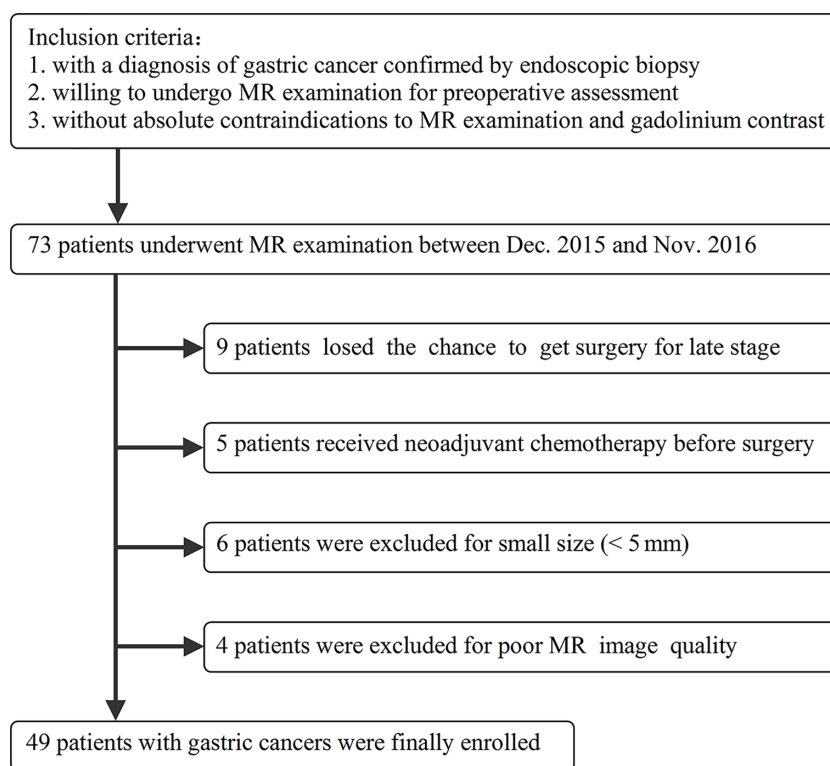 Inclusion criteria：
1. with a diagnosis of gastric cancer confirmed by endoscopic biopsy
2. willing to undergo MR examination for preoperative assessment
3. without absolute contraindications to MR examination and gadolinium contrast
73 patients underwent MR examination between Dec. 2015 and Nov. 2016
9 patients losed the chance to get surgery for late stage
5 patients received neoadjuvant chemotherapy before surgery
6 patients were excluded for small size (< 5 mm)
4 patients were excluded for poor MR image quality
49 patients with gastric cancers were finally enrolled